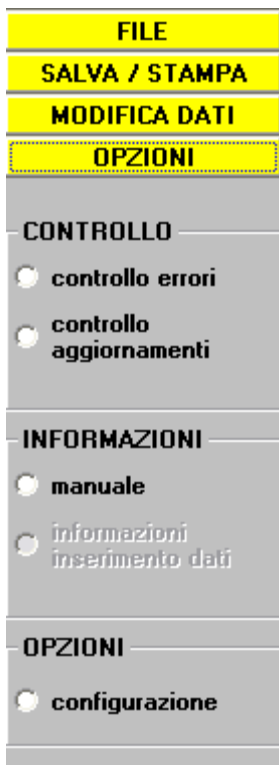 FILE
SALVA / STAMPA
MODIFICA DATI
OPZIONI
CONTROLLO
controllo errori
controllo
aggiornamenti
INFORMAZIONI
manuale
informazioni
inserimento dati
OPZIONI
configurazione